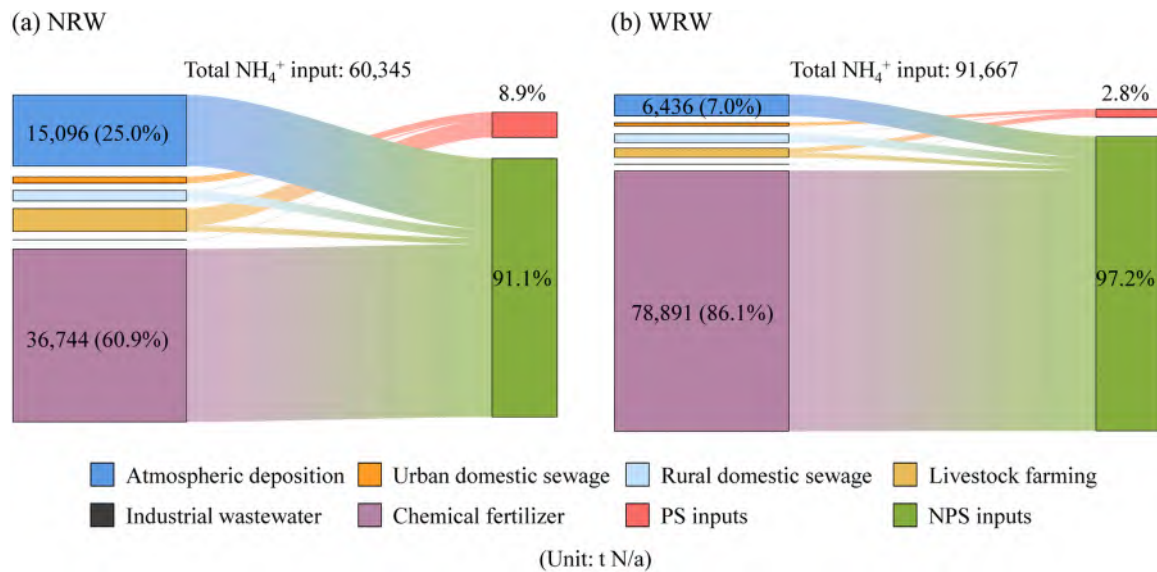 (a) NRW
(b) WRW
Total NH₄⁺ input: 60,345
Total NH₄⁺ input: 91,667
8.9%
2.8%
15,096 (25.0%)
6,436 (7.0%)
91.1%
97.2%
36,744 (60.9%)
78,891 (86.1%)
Atmospheric deposition
Urban domestic sewage
Rural domestic sewage
Livestock farming
Industrial wastewater
Chemical fertilizer
PS inputs
NPS inputs
(Unit: t N/a)